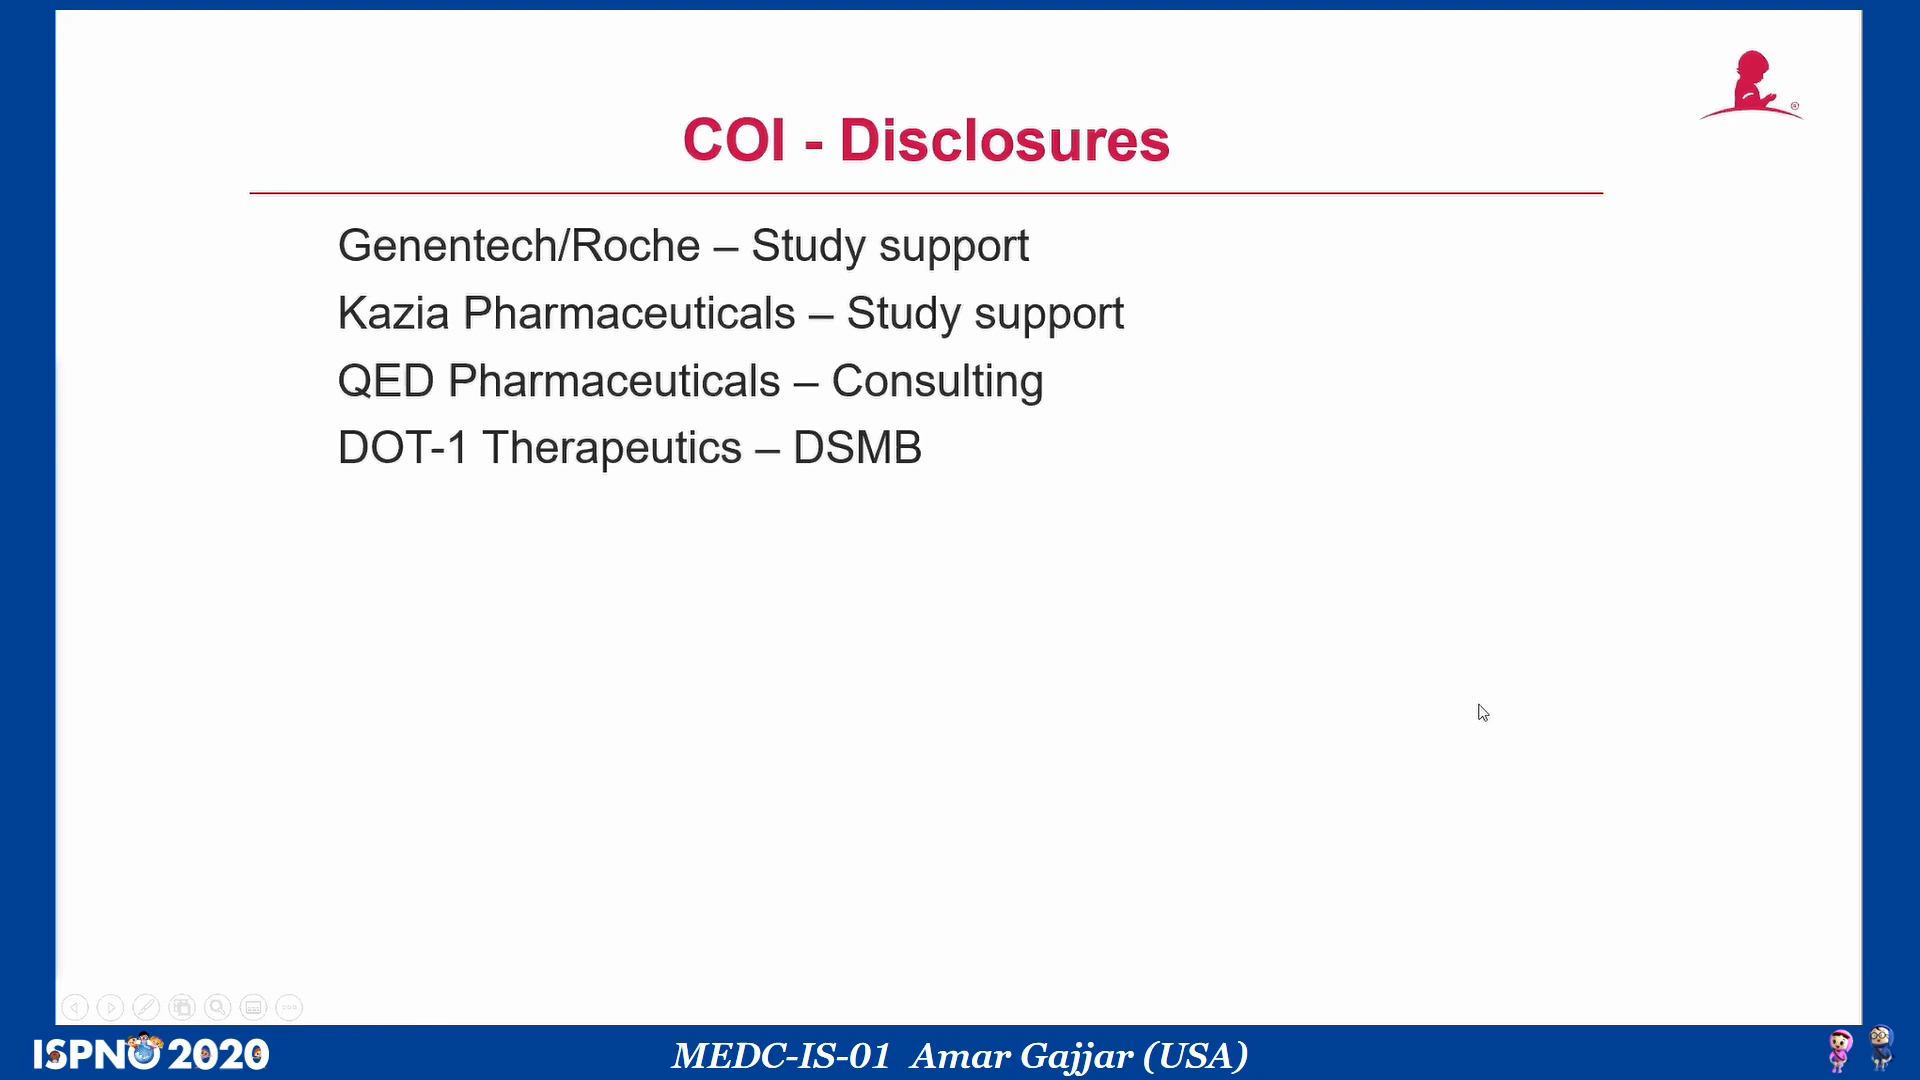 COI - Disclosures
Genentech/Roche – Study support
Kazia Pharmaceuticals – Study support
QED Pharmaceuticals – Consulting
DOT-1 Therapeutics – DSMB
ISPNO 2020
MEDC-IS-01 Amar Gajjar (USA)